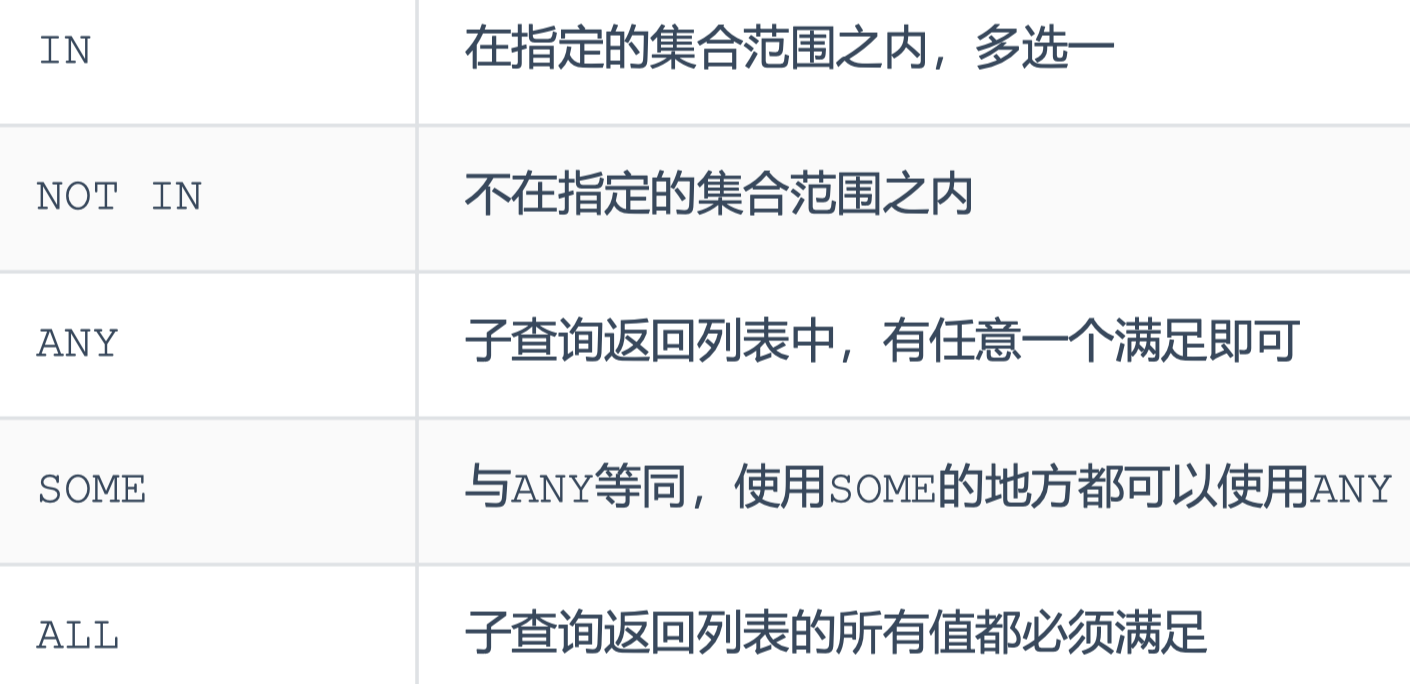 IN 在指定的集合范围之内，多选一
NOT IN 不在指定的集合范围之内
ANY 子查询返回列表中，有任意一个满足即可
SOME 与ANY等同，使用SOME的地方都可以使用ANY
ALL 子查询返回列表的所有值都必须满足